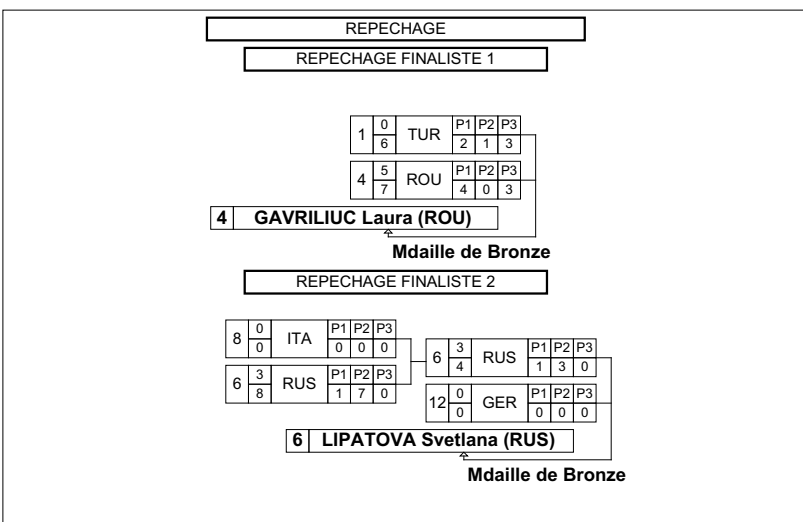 REPECHAGE
REPECHAGE FINALISTE 1
1 0 TUR P1 P2 P3
6 2 1 3
4 5 ROU P1 P2 P3
7 4 0 3
4 GAVRILIUC Laura (ROU)
Mdaille de Bronze
REPECHAGE FINALISTE 2
8 0 ITA P1 P2 P3
0 0 0 0
6 3 RUS P1 P2 P3
8 1 7 0
6 3 RUS P1 P2 P3
4 1 3 0
12 0 GER P1 P2 P3
0 0 0 0
6 LIPATOVA Svetlana (RUS)
Mdaille de Bronze